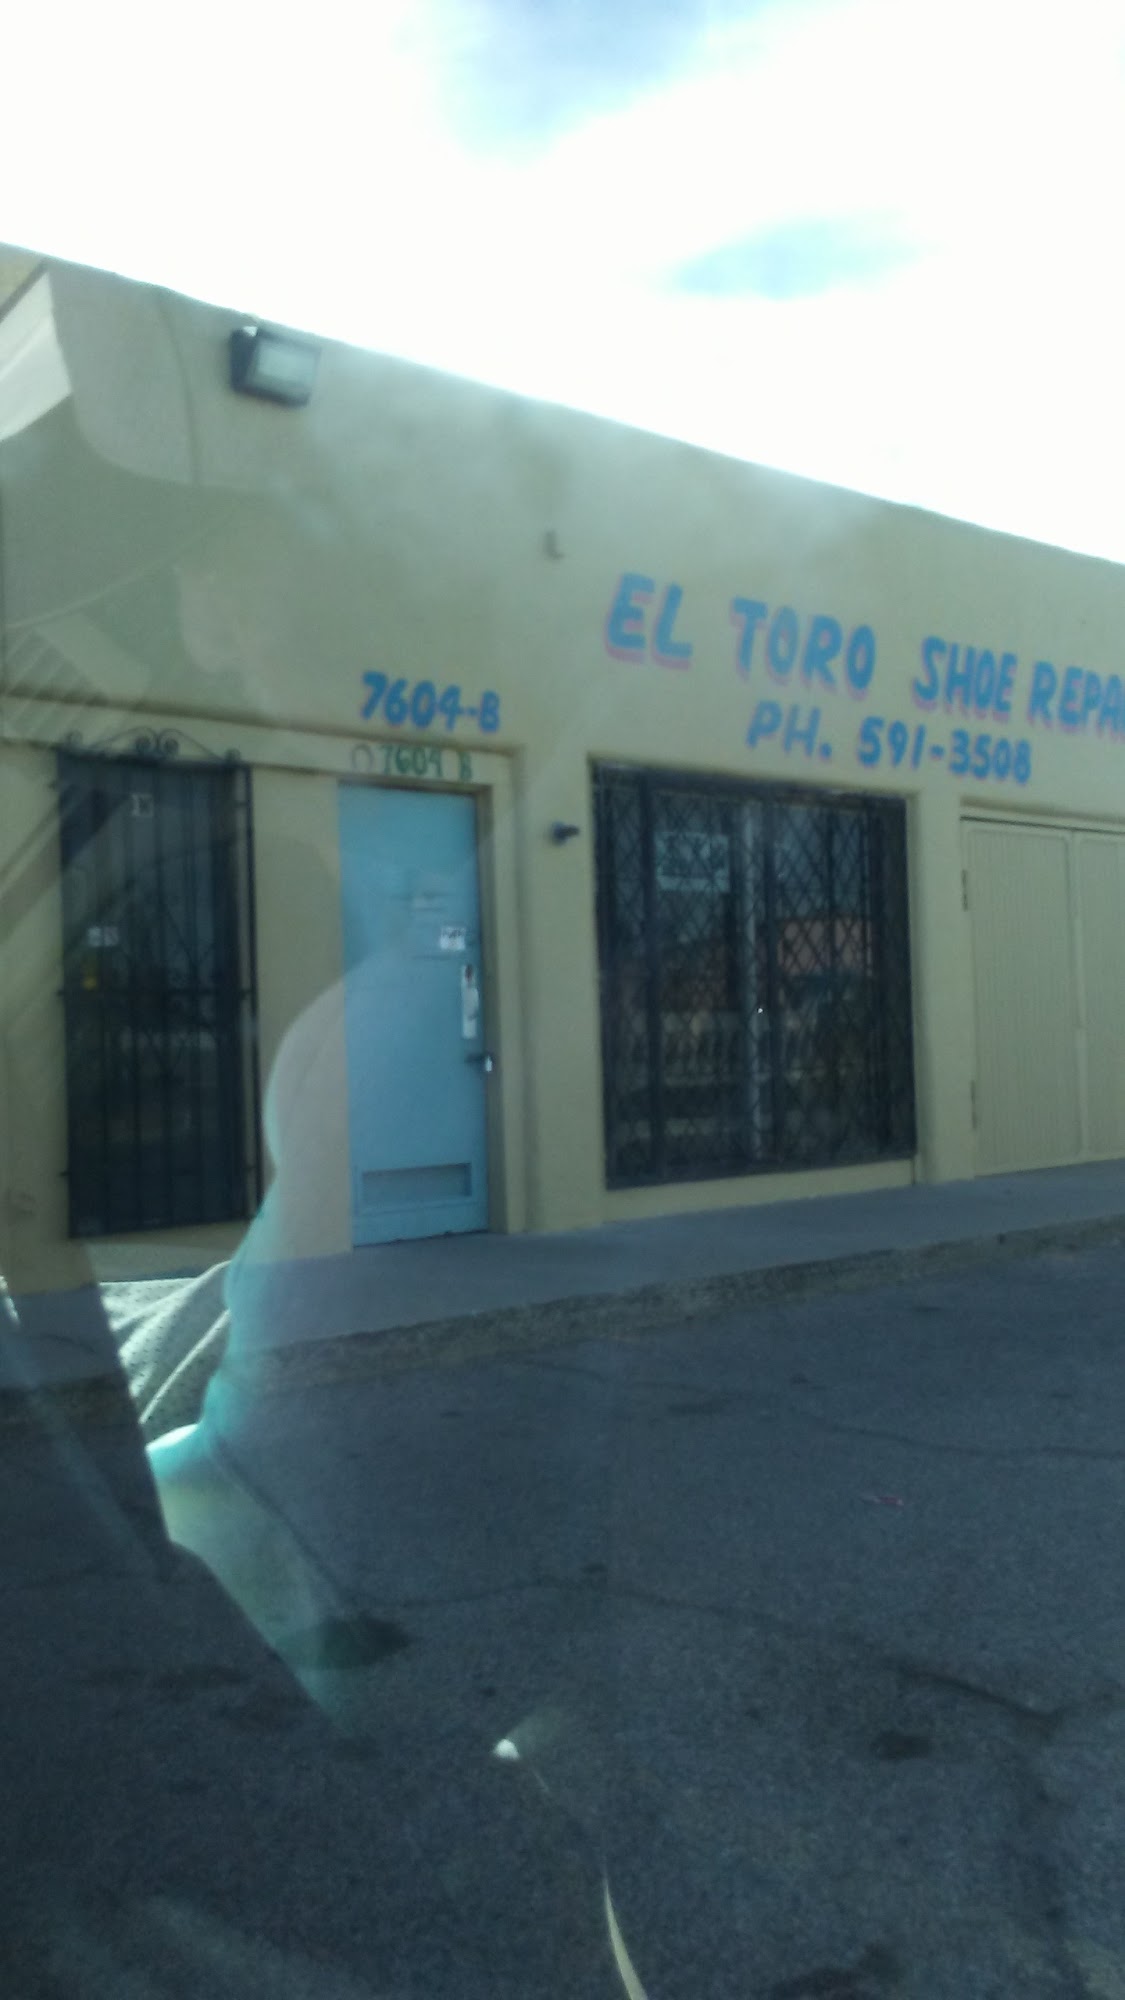 EL TORO SHOE REPA
PH. 591-3508
7604-B
7604 B